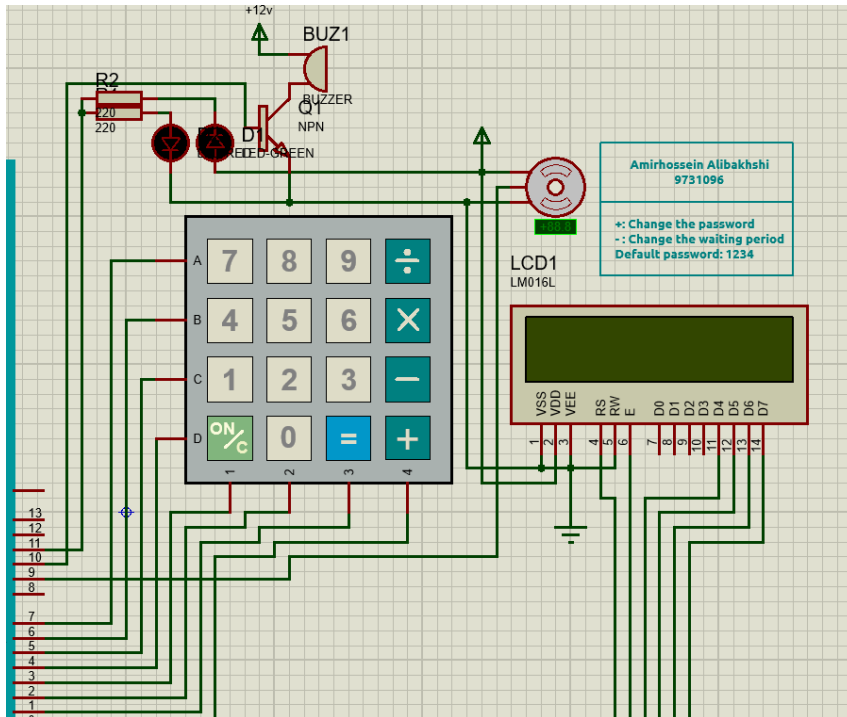 +12v
BUZ1
BUZZER
R2
220
220
Q1
NPN
D1
LED-GREEN
Amirhossein Alibakhshi
9731096
+: Change the password
- : Change the waiting period
Default password: 1234
+88.8
LCD1
LM016L
A 7 8 9 ÷
B 4 5 6 ×
C 1 2 3 −
D ON/C 0 = +
1 2 3 4
VSS VDD VEE RS RW E D0 D1 D2 D3 D4 D5 D6 D7
1 2 3 4 5 6 7 8 9 10 11 12 13 14
13
12
11
10
9
8
7
6
5
4
3
2
1